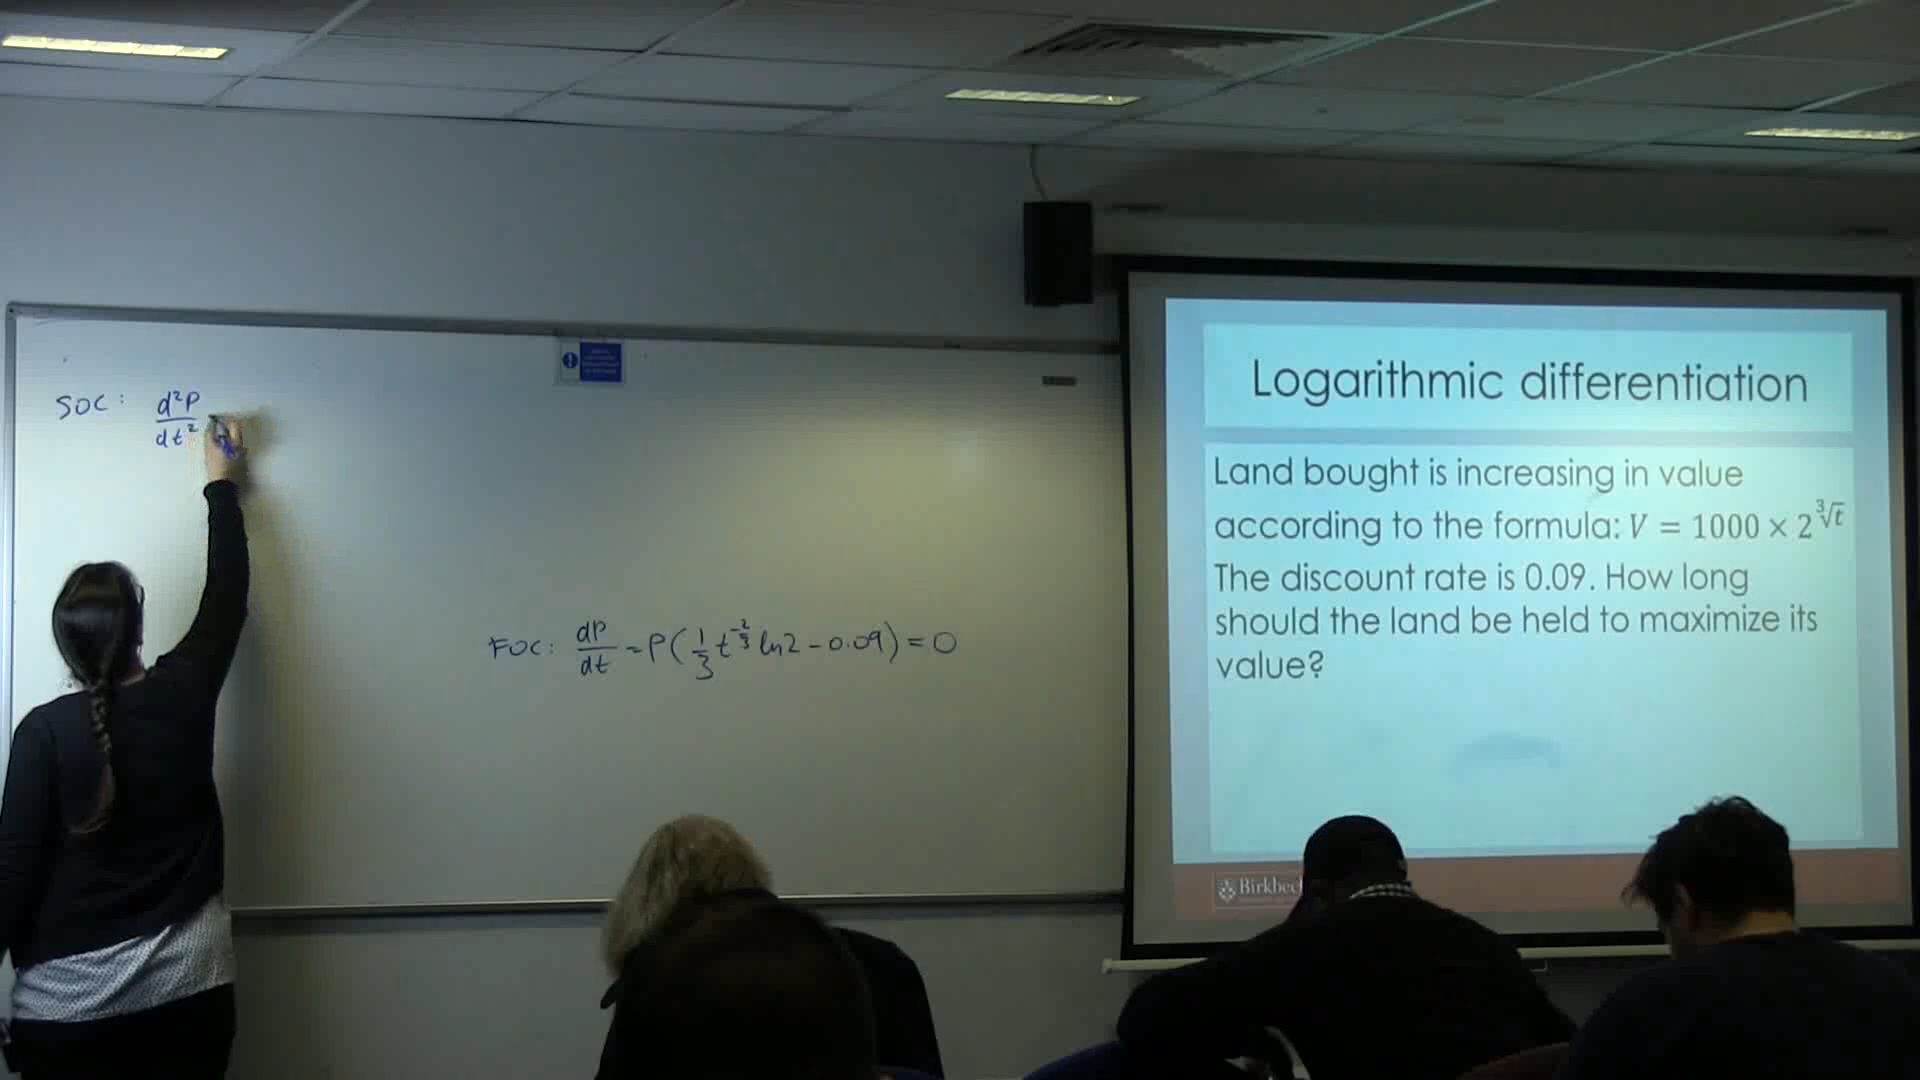 SOC: d²P/dt²
FOC: dP/dt = P(1/3 t^-2/3 ln2 - 0.09) = 0
Logarithmic differentiation
Land bought is increasing in value
according to the formula: V = 1000 × 2^∛t
The discount rate is 0.09. How long
should the land be held to maximize its
value?
Birkbec